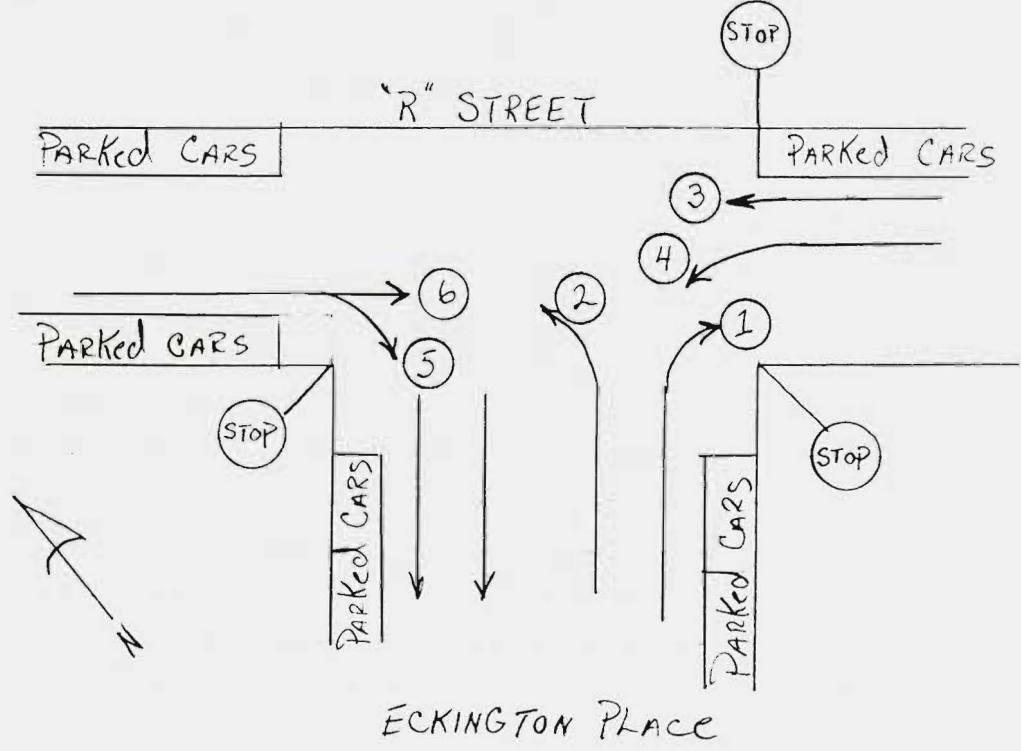 STOP
"R" STREET
PARKed CARS
PARKed CARS
3
4
6
2
1
PARKed CARS
5
STOP
STOP
PARKed CARS
PARKed CARS
N
ECKINGTON PLACe